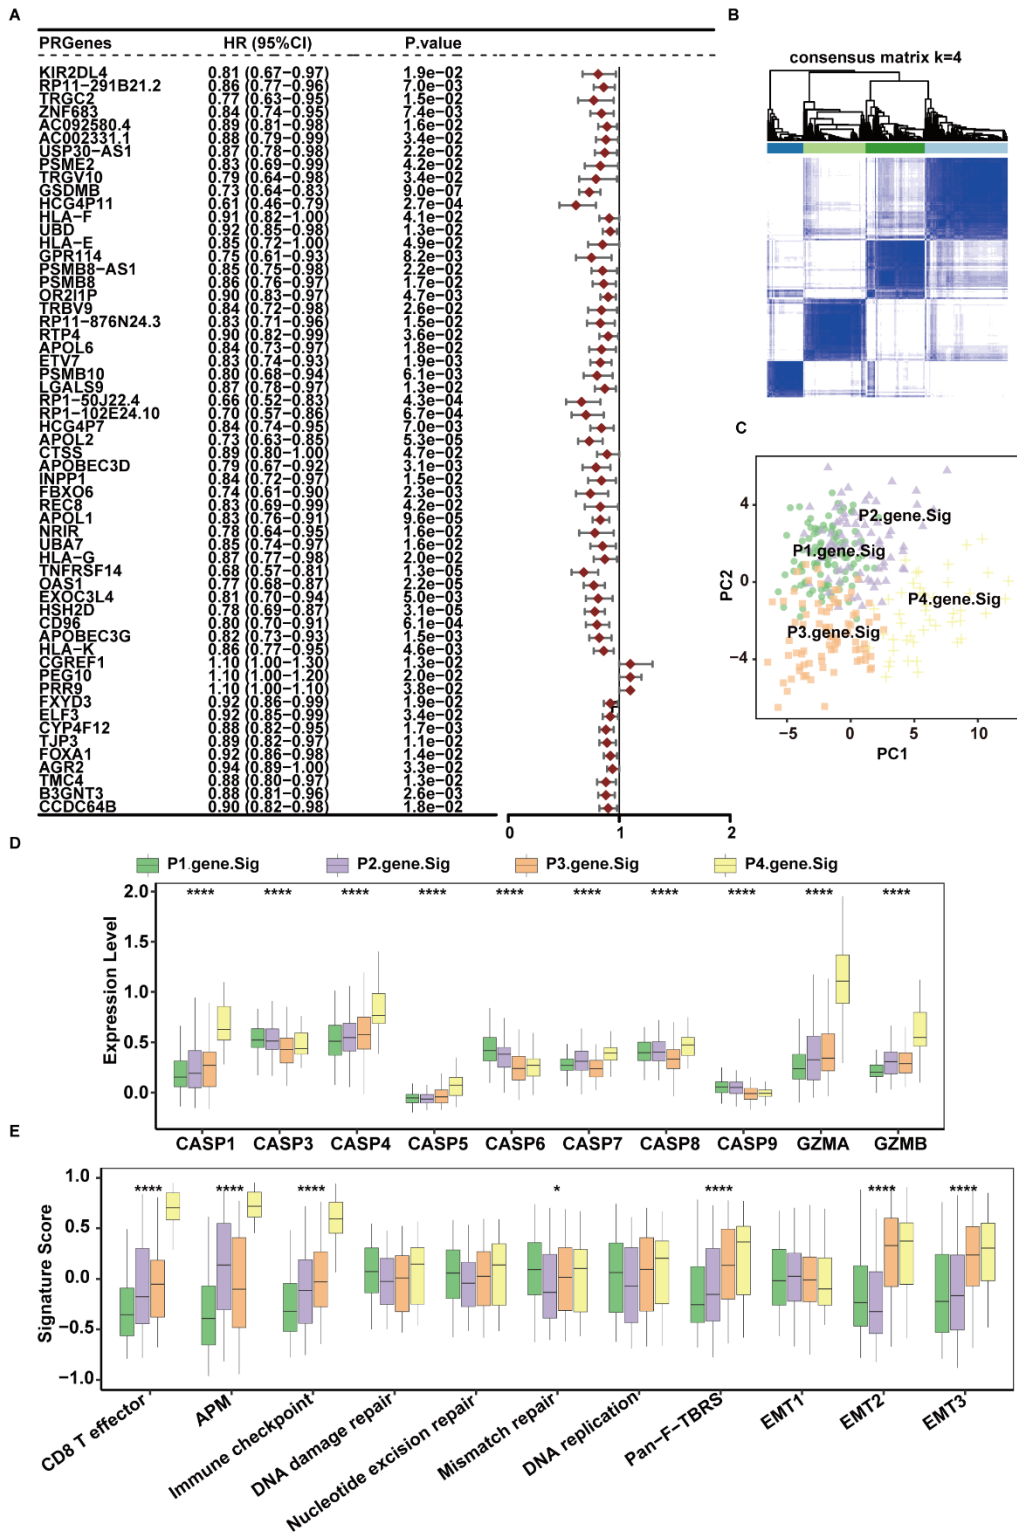 A
PRGenes HR (95%CI) P.value
KIR2DL4 0.81 (0.67−0.97) 1.9e−02
RP11−291B21.2 0.86 (0.77−0.96) 7.0e−03
TRGC2 0.77 (0.63−0.95) 1.5e−02
ZNF683 0.84 (0.74−0.95) 7.4e−03
AC092580.4 0.89 (0.81−0.98) 1.6e−02
AC002331.1 0.88 (0.79−0.99) 3.4e−02
USP30−AS1 0.87 (0.78−0.98) 2.2e−02
PSME2 0.83 (0.69−0.99) 4.2e−02
TRGV10 0.79 (0.64−0.98) 3.4e−02
GSDMB 0.73 (0.64−0.83) 9.0e−07
HCG4P11 0.61 (0.46−0.79) 2.7e−04
HLA−F 0.91 (0.82−1.00) 4.1e−02
UBD 0.92 (0.85−0.98) 1.3e−02
HLA−E 0.85 (0.72−1.00) 4.9e−02
GPR114 0.75 (0.61−0.93) 8.2e−03
PSMB8−AS1 0.85 (0.75−0.98) 2.2e−02
PSMB8 0.86 (0.76−0.97) 1.7e−02
OR2I1P 0.90 (0.83−0.97) 4.7e−03
TRBV9 0.84 (0.72−0.98) 2.6e−02
RP11−876N24.3 0.83 (0.71−0.96) 1.5e−02
RTP4 0.90 (0.82−0.99) 3.6e−02
APOL6 0.84 (0.73−0.97) 1.8e−02
ETV7 0.83 (0.74−0.93) 1.9e−03
PSMB10 0.80 (0.68−0.94) 6.1e−03
LGALS9 0.87 (0.78−0.97) 1.3e−02
RP1−50J22.4 0.66 (0.52−0.83) 4.3e−04
RP1−102E24.10 0.70 (0.57−0.86) 6.7e−04
HCG4P7 0.84 (0.74−0.95) 7.0e−03
APOL2 0.73 (0.63−0.85) 5.3e−05
CTSS 0.89 (0.80−1.00) 4.7e−02
APOBEC3D 0.79 (0.67−0.92) 3.1e−03
INPP1 0.84 (0.72−0.97) 1.5e−02
FBXO6 0.74 (0.61−0.90) 2.3e−03
REC8 0.83 (0.69−0.99) 4.2e−02
APOL1 0.83 (0.76−0.91) 9.6e−05
NRIR 0.78 (0.64−0.95) 1.6e−02
UBA7 0.85 (0.74−0.97) 1.6e−02
HLA−G 0.87 (0.77−0.98) 2.0e−02
TNFRSF14 0.68 (0.57−0.81) 1.3e−05
OAS1 0.77 (0.68−0.87) 2.2e−05
EXOC3L4 0.81 (0.70−0.94) 5.0e−03
HSH2D 0.78 (0.69−0.87) 3.1e−05
CD96 0.80 (0.70−0.91) 6.1e−04
APOBEC3G 0.82 (0.73−0.93) 1.5e−03
HLA−K 0.86 (0.77−0.95) 4.6e−03
CGREF1 1.10 (1.00−1.30) 1.3e−02
PEG10 1.10 (1.00−1.20) 2.0e−02
PRR9 1.10 (1.00−1.10) 3.8e−02
FXYD3 0.92 (0.86−0.99) 1.9e−02
ELF3 0.92 (0.85−0.99) 3.4e−02
CYP4F12 0.88 (0.82−0.95) 1.7e−03
TJP3 0.89 (0.82−0.97) 1.1e−02
FOXA1 0.92 (0.86−0.98) 1.4e−02
AGR2 0.94 (0.89−1.00) 3.3e−02
TMC4 0.88 (0.80−0.97) 1.3e−02
B3GNT3 0.88 (0.81−0.96) 2.6e−03
CCDC64B 0.90 (0.82−0.98) 1.8e−02
0 1 2
B
consensus matrix k=4
C
P2.gene.Sig
P1.gene.Sig
P4.gene.Sig
P3.gene.Sig
4
0
−4
PC2
−5 0 5 10
PC1
D
P1.gene.Sig P2.gene.Sig P3.gene.Sig P4.gene.Sig
**** **** **** **** **** **** **** **** **** ****
2.0
1.5
1.0
0.5
0.0
Expression Level
CASP1 CASP3 CASP4 CASP5 CASP6 CASP7 CASP8 CASP9 GZMA GZMB
E
**** **** **** * **** **** ****
1.0
0.5
0.0
−0.5
−1.0
Signature Score
CD8 T effector
APM
Immune checkpoint
DNA damage repair
Nucleotide excision repair
Mismatch repair
DNA replication
Pan−F−TBRS
EMT1
EMT2
EMT3